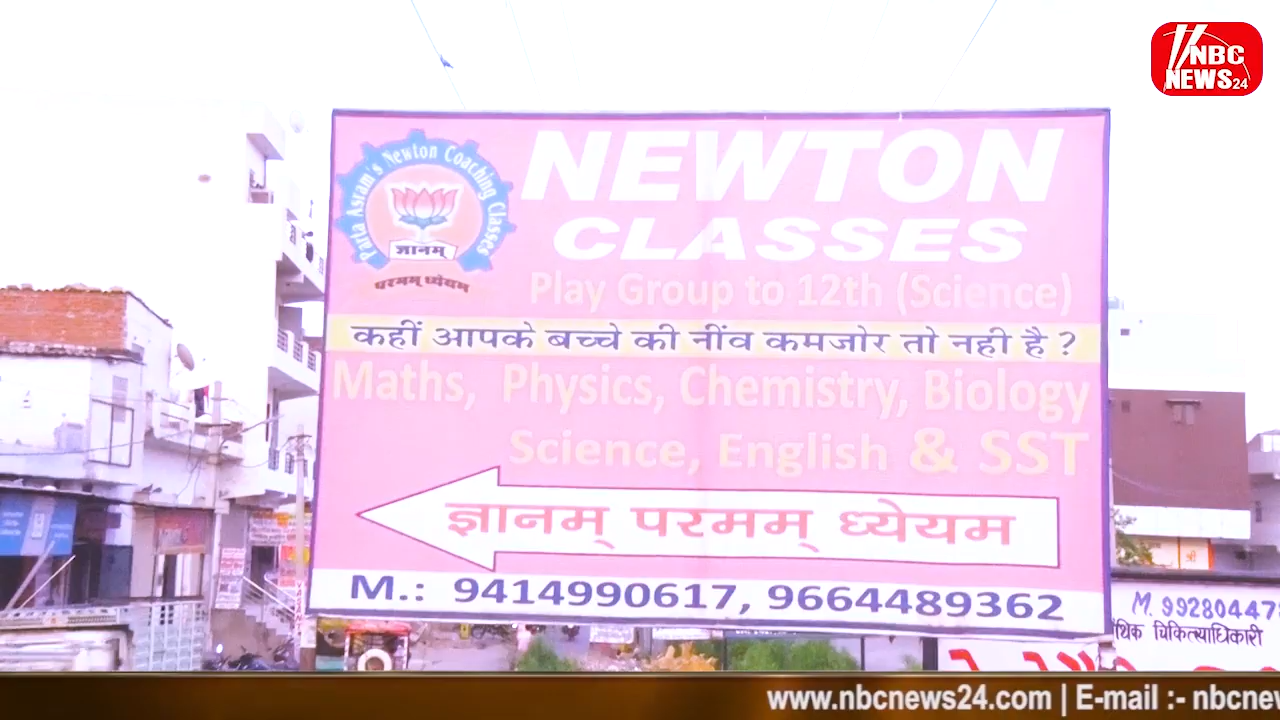 NBC
NEWS24
Parta Asram's Newton Coaching Classes
ज्ञानम्
परमम् ध्येयम्
NEWTON
CLASSES
Play Group to 12th (Science)
कहीं आपके बच्चे की नींव कमजोर तो नही है ?
Maths, Physics, Chemistry, Biology
Science, English & SST
ज्ञानम् परमम् ध्येयम
M.: 9414990617, 9664489362
M. 99280447
थिक चिकित्साधिकारी
www.nbcnews24.com | E-mail :- nbcnew